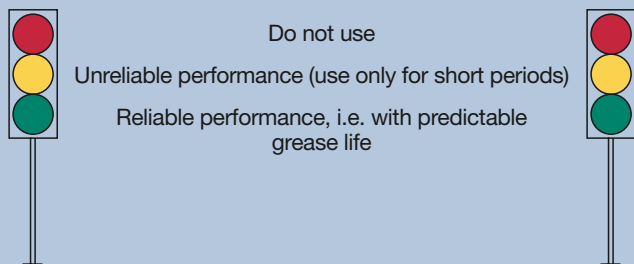 Do not use
Unreliable performance (use only for short periods)
Reliable performance, i.e. with predictable
grease life